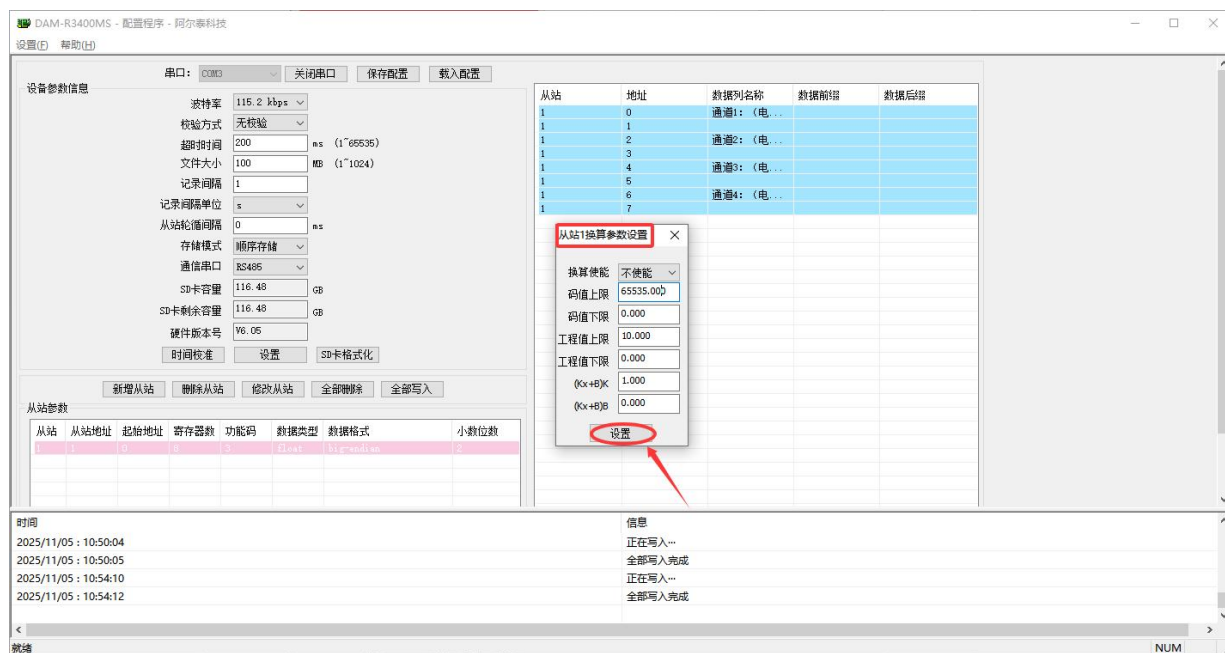 DAM-R3400MS - 配置程序 - 阿尔泰科技
设置(F) 帮助(H)
串口: COM3 关闭串口 保存配置 载入配置
设备参数信息
波特率 115.2 kbps
校验方式 无校验
超时时间 200 ms (1~65535)
文件大小 100 MB (1~1024)
记录间隔 1
记录间隔单位 s
从站轮循间隔 0 ms
存储模式 顺序存储
通信串口 RS485
SD卡容量 116.48 GB
SD卡剩余容量 116.48 GB
硬件版本号 V6.05
时间校准 设置 SD卡格式化
新增从站 删除从站 修改从站 全部删除 全部写入
从站参数
从站 从站地址 起始地址 寄存器数 功能码 数据类型 数据格式 小数位数
1 1 0 8 3 float big-endian 2
从站 地址 数据列名称 数据前缀 数据后缀
1 0 通道1: (电...
1 1
1 2 通道2: (电...
1 3
1 4 通道3: (电...
1 5
1 6 通道4: (电...
1 7
从站1换算参数设置
换算使能 不使能
码值上限 65535.000
码值下限 0.000
工程值上限 10.000
工程值下限 0.000
(Kx+B)K 1.000
(Kx+B)B 0.000
设置
时间 信息
2025/11/05 : 10:50:04 正在写入…
2025/11/05 : 10:50:05 全部写入完成
2025/11/05 : 10:54:10 正在写入…
2025/11/05 : 10:54:12 全部写入完成
就绪 NUM